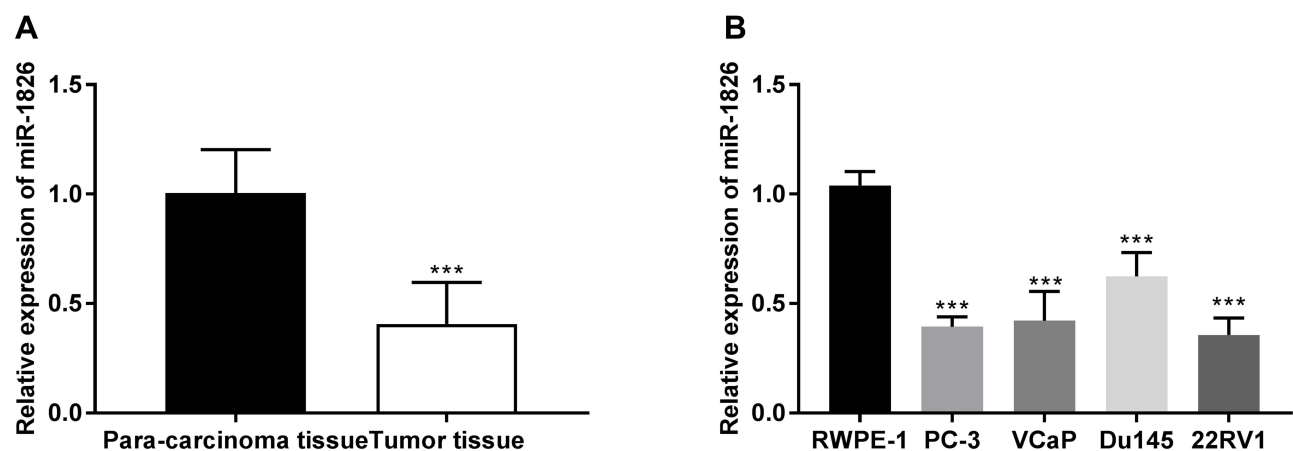 A
Relative expression of miR-1826
1.5
1.0
0.5
0.0
***
Para-carcinoma tissue Tumor tissue
B
Relative expression of miR-1826
1.5
1.0
0.5
0.0
***
***
***
***
RWPE-1 PC-3 VCaP Du145 22RV1